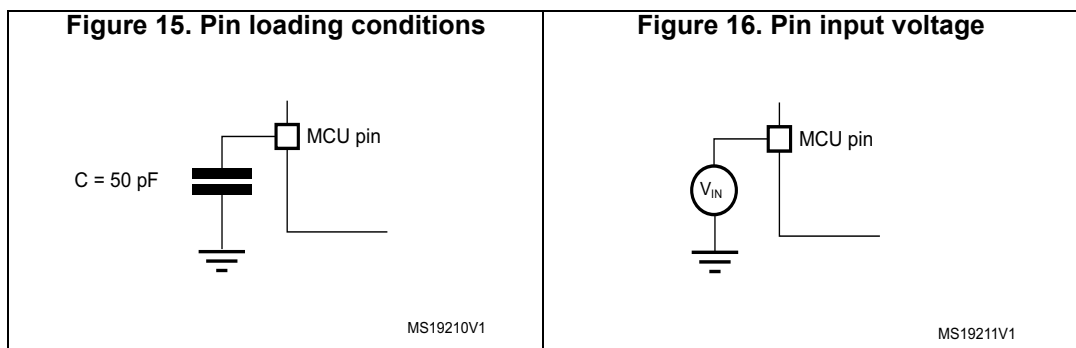 Figure 15. Pin loading conditions
MCU pin
C = 50 pF
MS19210V1
Figure 16. Pin input voltage
MCU pin
VIN
MS19211V1